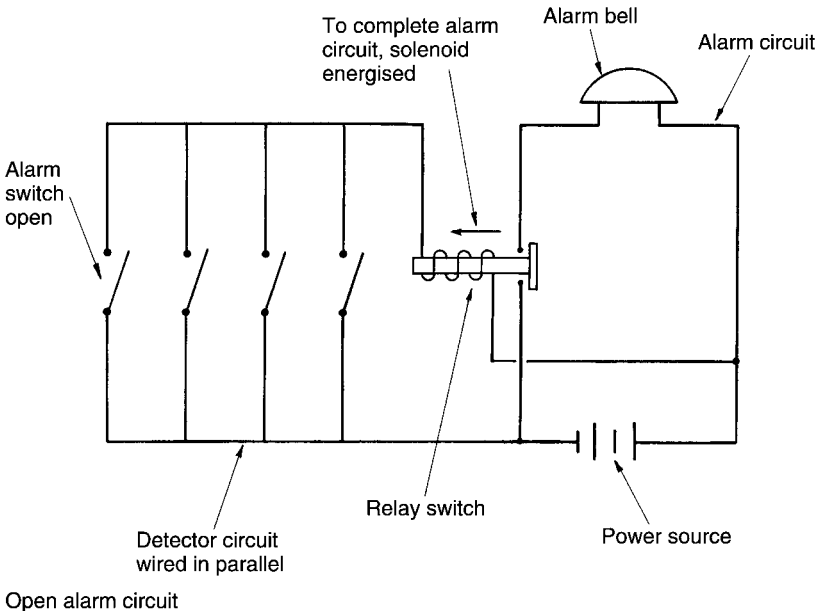 To complete alarm
circuit, solenoid
energised
Alarm bell
Alarm circuit
Alarm
switch
open
Relay switch
Detector circuit
wired in parallel
Power source
Open alarm circuit